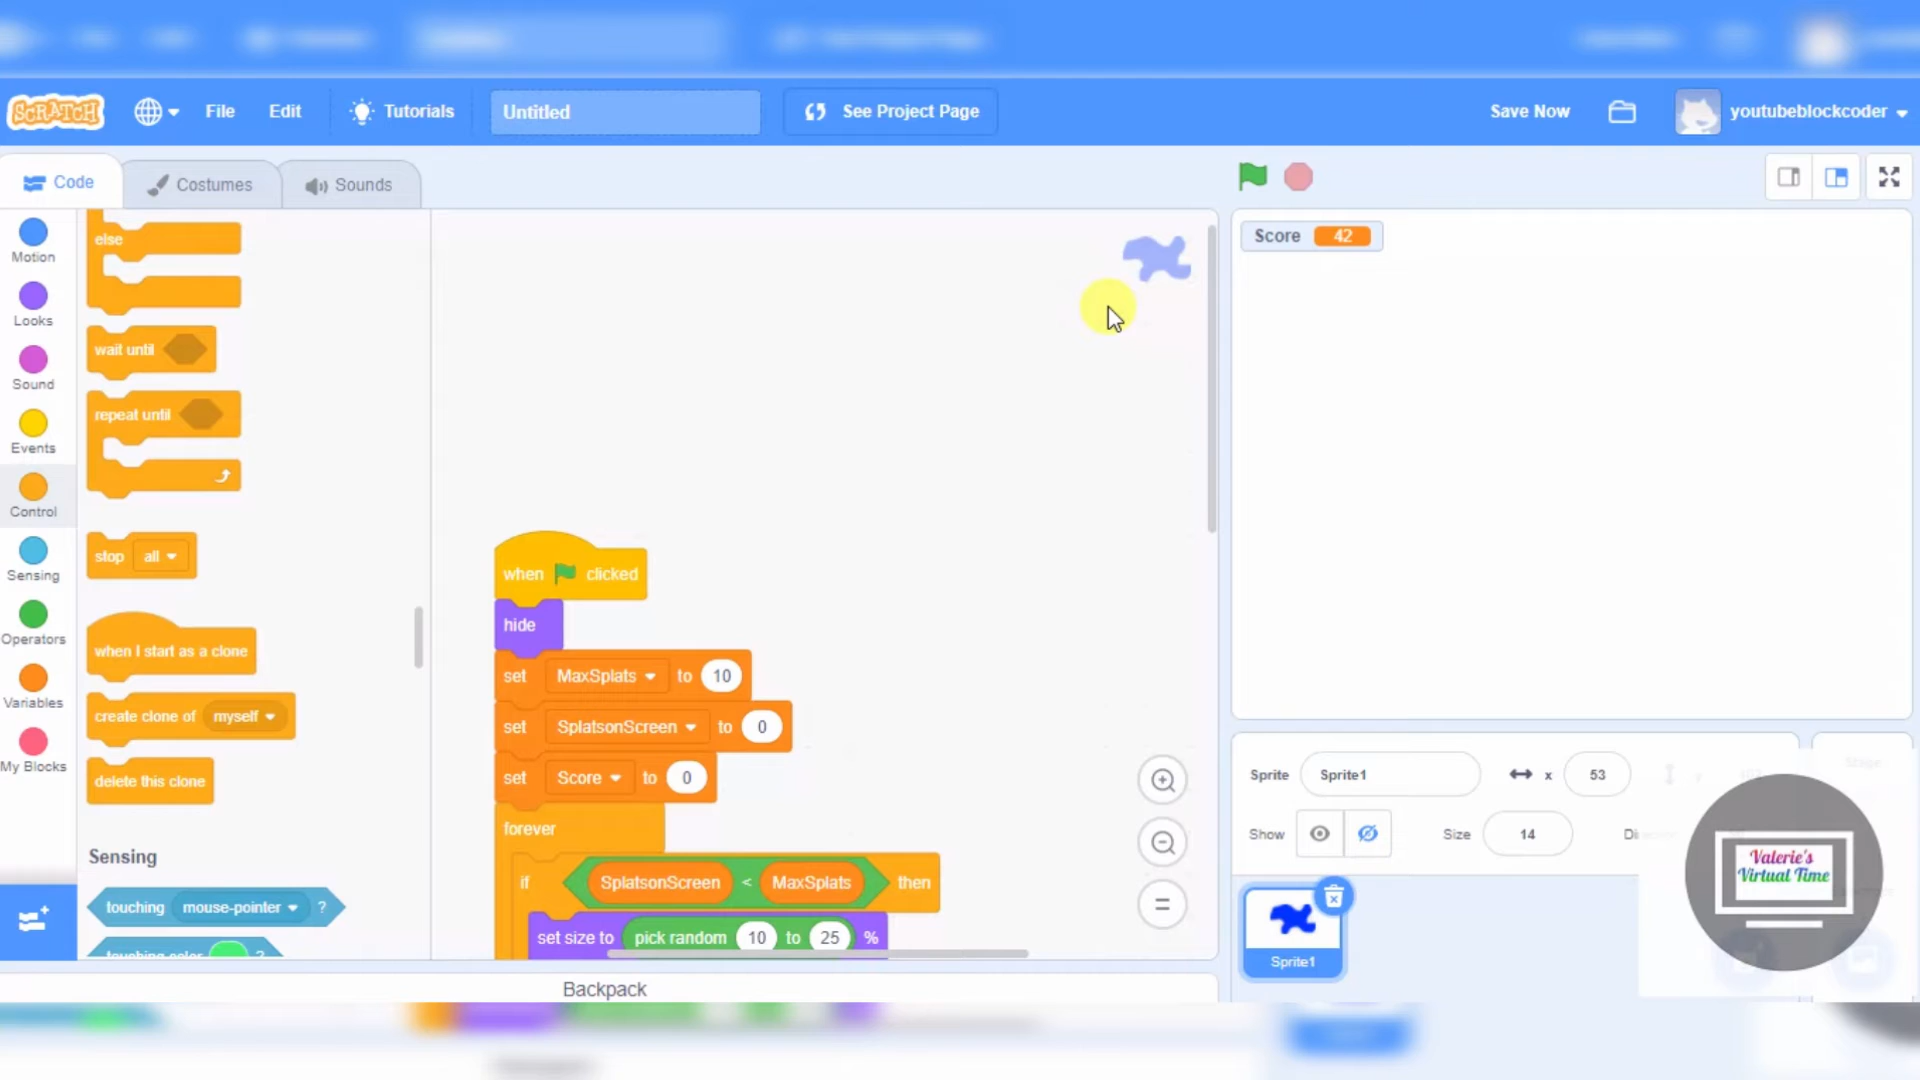 SCRATCH File Edit Tutorials Untitled See Project Page Save Now youtubeblockcoder
Code Costumes Sounds
Motion
Looks
Sound
Events
Control
Sensing
Operators
Variables
My Blocks
else
wait until
repeat until
stop all
when I start as a clone
create clone of myself
delete this clone
Sensing
touching mouse-pointer ?
touching color ?
when clicked
hide
set MaxSplats to 10
set SplatsonScreen to 0
set Score to 0
forever
if SplatsonScreen < MaxSplats then
set size to pick random 10 to 25 %
Backpack
Score 42
Sprite Sprite1 x 53
Show Size 14
Sprite1
Valerie's
Virtual Time